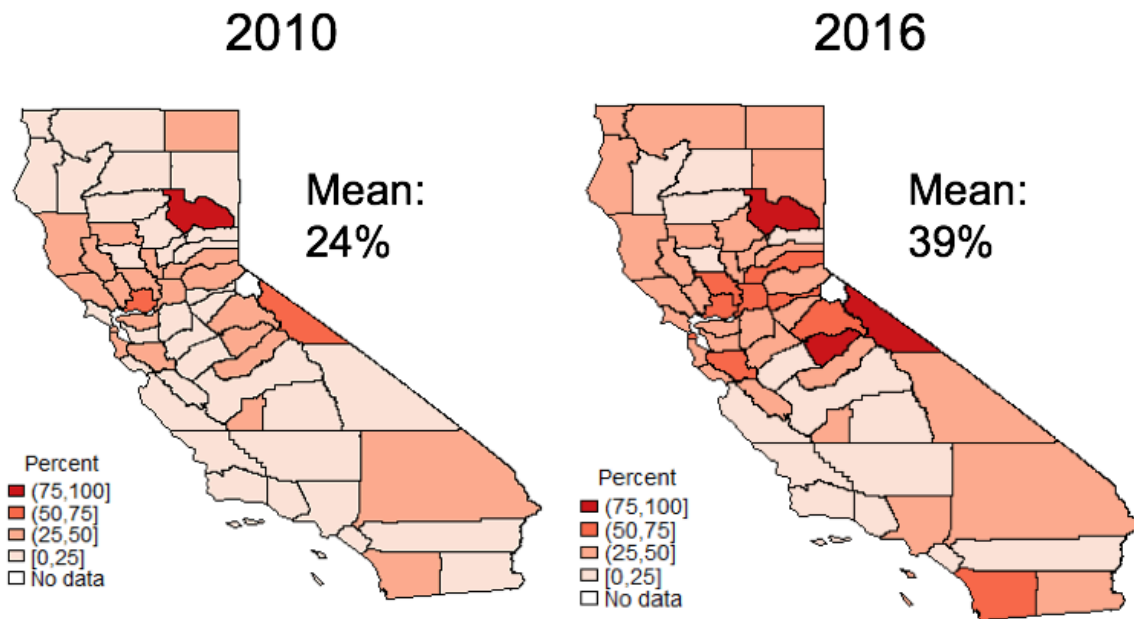 2010
2016
Mean:
24%
Mean:
39%
Percent
(75,100]
(50,75]
(25,50]
[0,25]
No data
Percent
(75,100]
(50,75]
(25,50]
[0,25]
No data